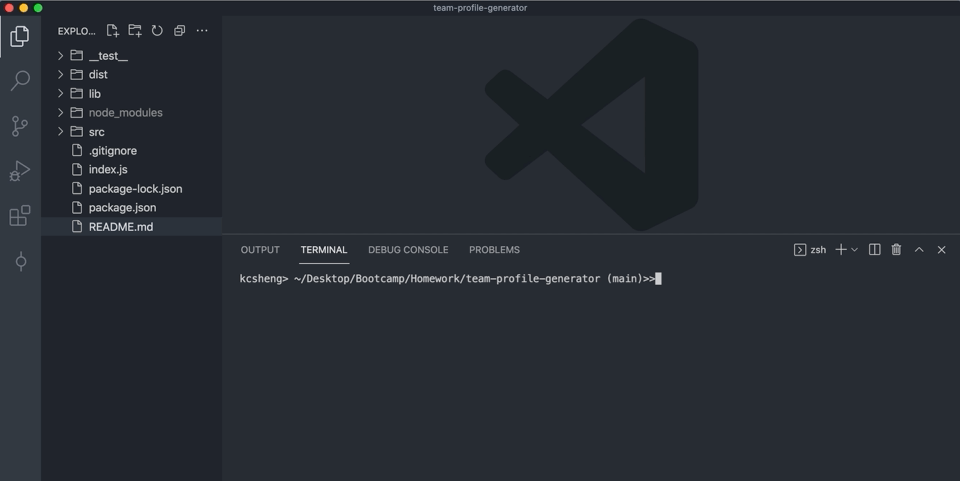 team-profile-generator
EXPLO...
__test__
dist
lib
node_modules
src
.gitignore
index.js
package-lock.json
package.json
README.md
OUTPUT TERMINAL DEBUG CONSOLE PROBLEMS zsh
kcsheng> ~/Desktop/Bootcamp/Homework/team-profile-generator (main)>>